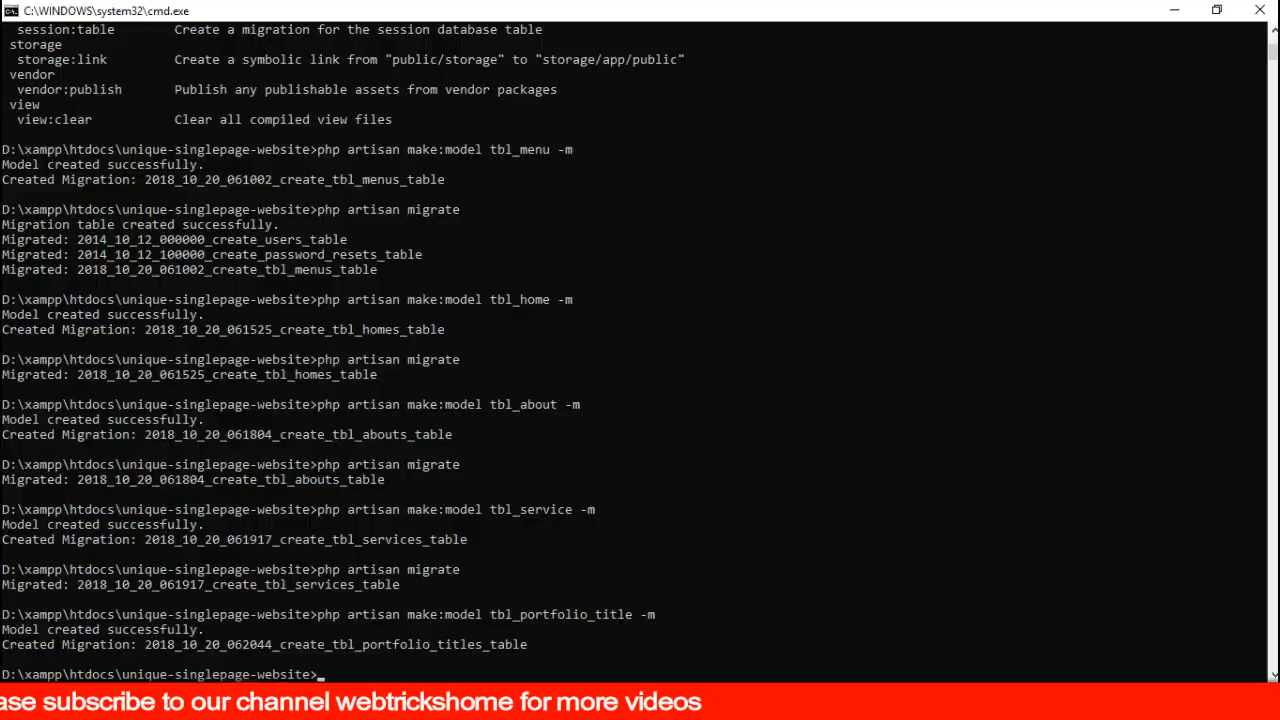 C:\WINDOWS\system32\cmd.exe
session:table        Create a migration for the session database table
storage
storage:link         Create a symbolic link from "public/storage" to "storage/app/public"
vendor
vendor:publish       Publish any publishable assets from vendor packages
view
view:clear           Clear all compiled view files
D:\xampp\htdocs\unique-singlepage-website>php artisan make:model tbl_menu -m
Model created successfully.
Created Migration: 2018_10_20_061002_create_tbl_menus_table
D:\xampp\htdocs\unique-singlepage-website>php artisan migrate
Migration table created successfully.
Migrated: 2014_10_12_000000_create_users_table
Migrated: 2014_10_12_100000_create_password_resets_table
Migrated: 2018_10_20_061002_create_tbl_menus_table
D:\xampp\htdocs\unique-singlepage-website>php artisan make:model tbl_home -m
Model created successfully.
Created Migration: 2018_10_20_061525_create_tbl_homes_table
D:\xampp\htdocs\unique-singlepage-website>php artisan migrate
Migrated: 2018_10_20_061525_create_tbl_homes_table
D:\xampp\htdocs\unique-singlepage-website>php artisan make:model tbl_about -m
Model created successfully.
Created Migration: 2018_10_20_061804_create_tbl_abouts_table
D:\xampp\htdocs\unique-singlepage-website>php artisan migrate
Migrated: 2018_10_20_061804_create_tbl_abouts_table
D:\xampp\htdocs\unique-singlepage-website>php artisan make:model tbl_service -m
Model created successfully.
Created Migration: 2018_10_20_061917_create_tbl_services_table
D:\xampp\htdocs\unique-singlepage-website>php artisan migrate
Migrated: 2018_10_20_061917_create_tbl_services_table
D:\xampp\htdocs\unique-singlepage-website>php artisan make:model tbl_portfolio_title -m
Model created successfully.
Created Migration: 2018_10_20_062044_create_tbl_portfolio_titles_table
D:\xampp\htdocs\unique-singlepage-website>
ase subscribe to our channel webtrickshome for more videos